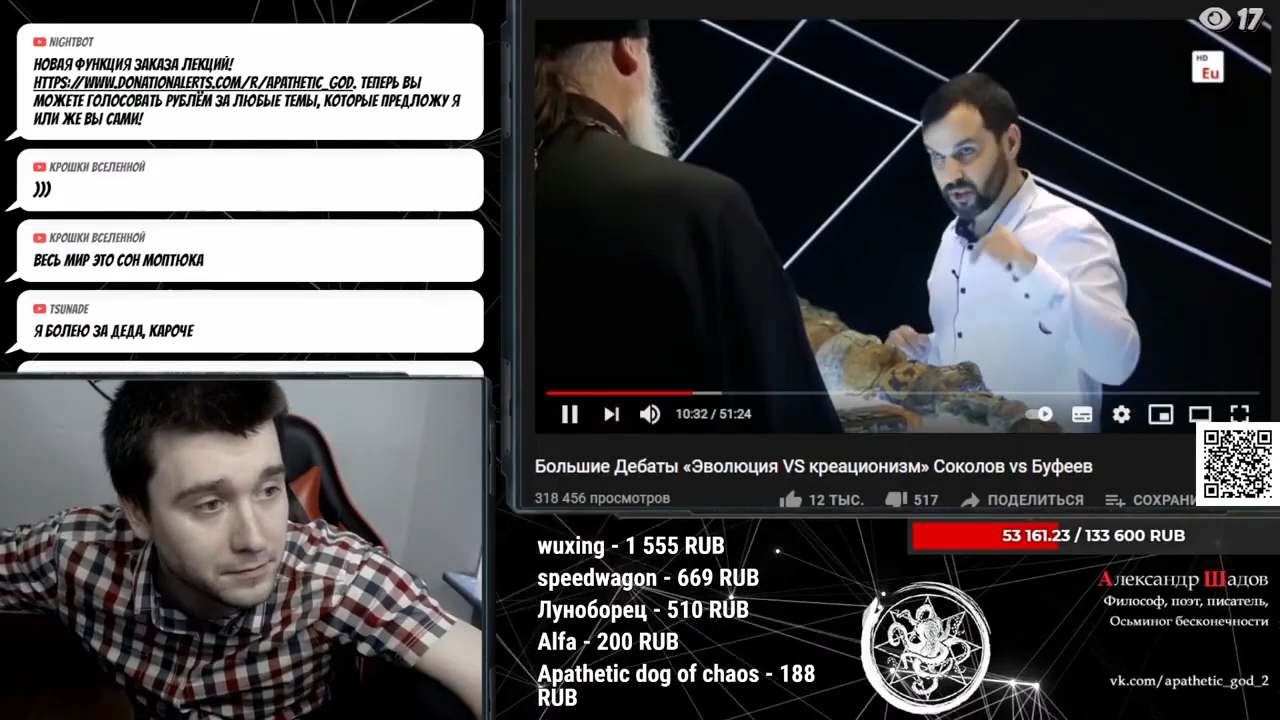 NIGHTBOT
НОВАЯ ФУНКЦИЯ ЗАКАЗА ЛЕКЦИЙ!
HTTPS://WWW.DONATIONALERTS.COM/R/APATHETIC_GOD. ТЕПЕРЬ ВЫ
МОЖЕТЕ ГОЛОСОВАТЬ РУБЛЁМ ЗА ЛЮБЫЕ ТЕМЫ, КОТОРЫЕ ПРЕДЛОЖУ Я
ИЛИ ЖЕ ВЫ САМИ!
КРОШКИ ВСЕЛЕННОЙ
)))
КРОШКИ ВСЕЛЕННОЙ
ВЕСЬ МИР ЭТО СОН МОПТЮКА
TSUNADE
Я БОЛЕЮ ЗА ДЕДА, КАРОЧЕ
17
HD
Eu
10:32 / 51:24
Большие Дебаты «Эволюция VS креационизм» Соколов vs Буфеев
318 456 просмотров
12 ТЫС.
517
ПОДЕЛИТЬСЯ
СОХРАНИ
53 161.23 / 133 600 RUB
wuxing - 1 555 RUB
speedwagon - 669 RUB
Луноборец - 510 RUB
Alfa - 200 RUB
Apathetic dog of chaos - 188
RUB
Александр Шадов
Философ, поэт, писатель,
Осьминог бесконечности
vk.com/apathetic_god_2